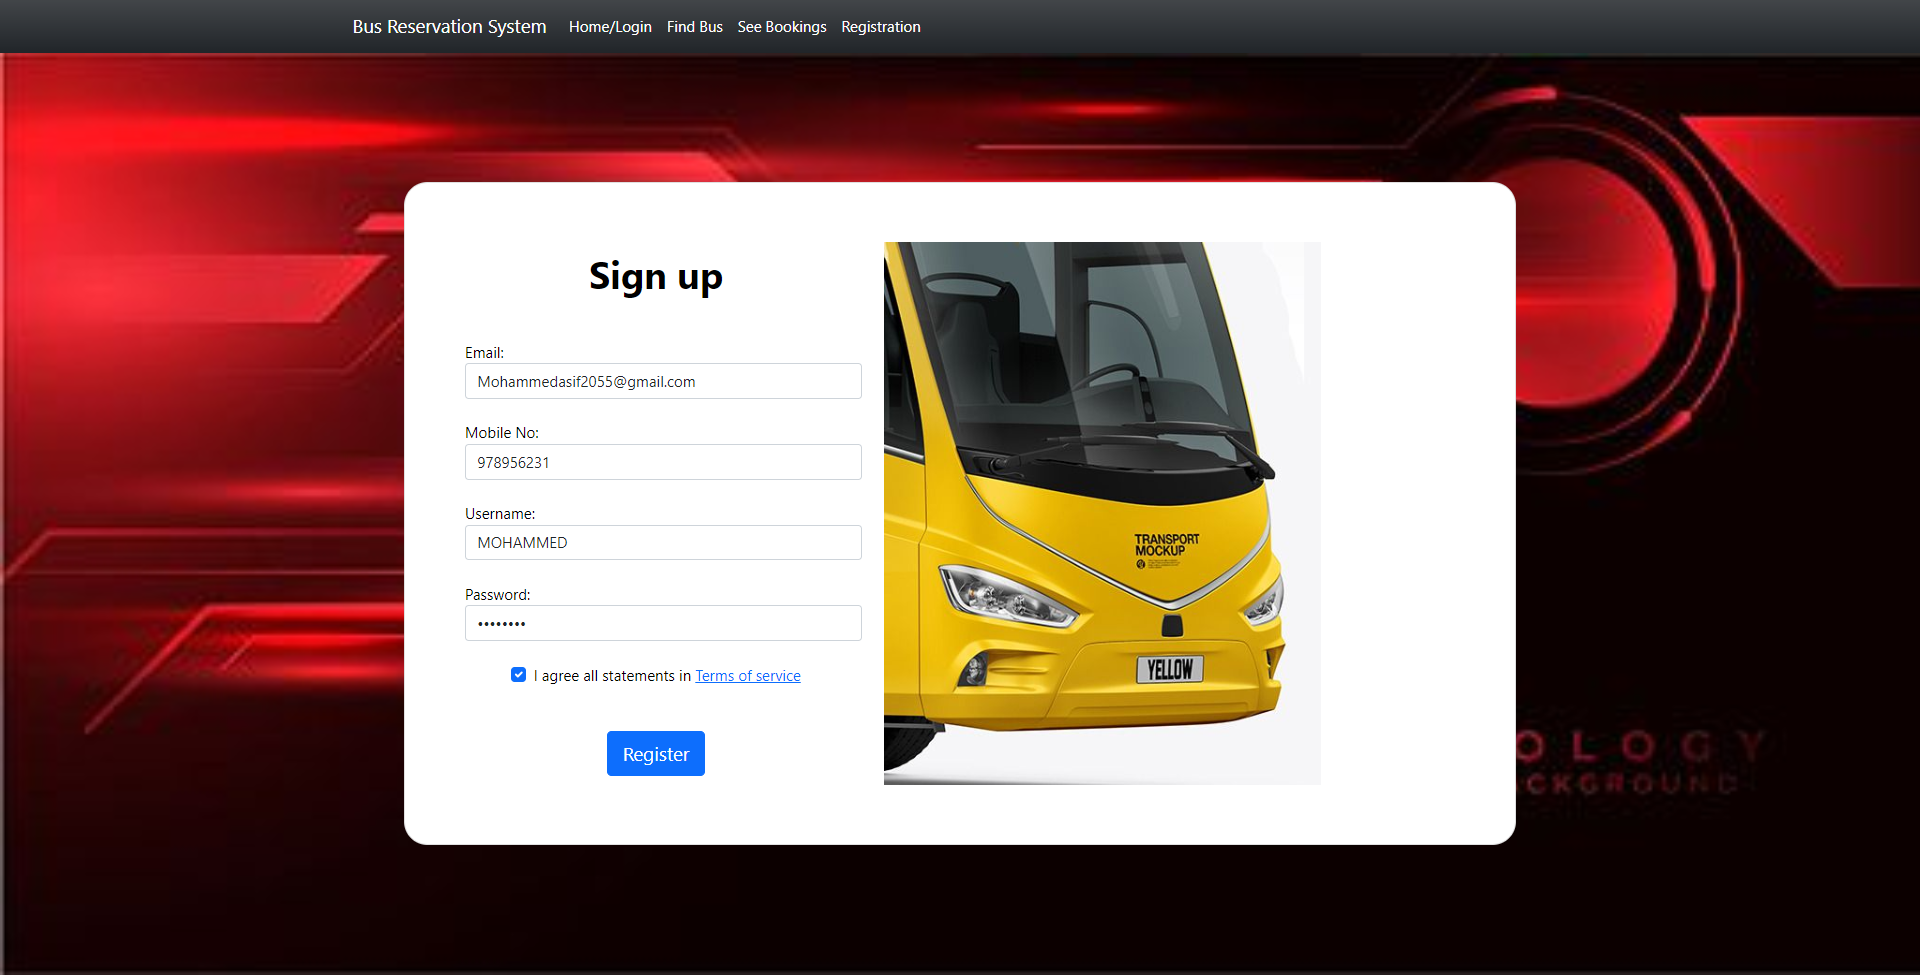 Bus Reservation System Home/Login Find Bus See Bookings Registration
Sign up
Email:
Mohammedasif2055@gmail.com
Mobile No:
978956231
Username:
MOHAMMED
Password:
••••••••
I agree all statements in Terms of service
Register
TRANSPORT
MOCKUP
YELLOW
OLOGY
CKGROUND